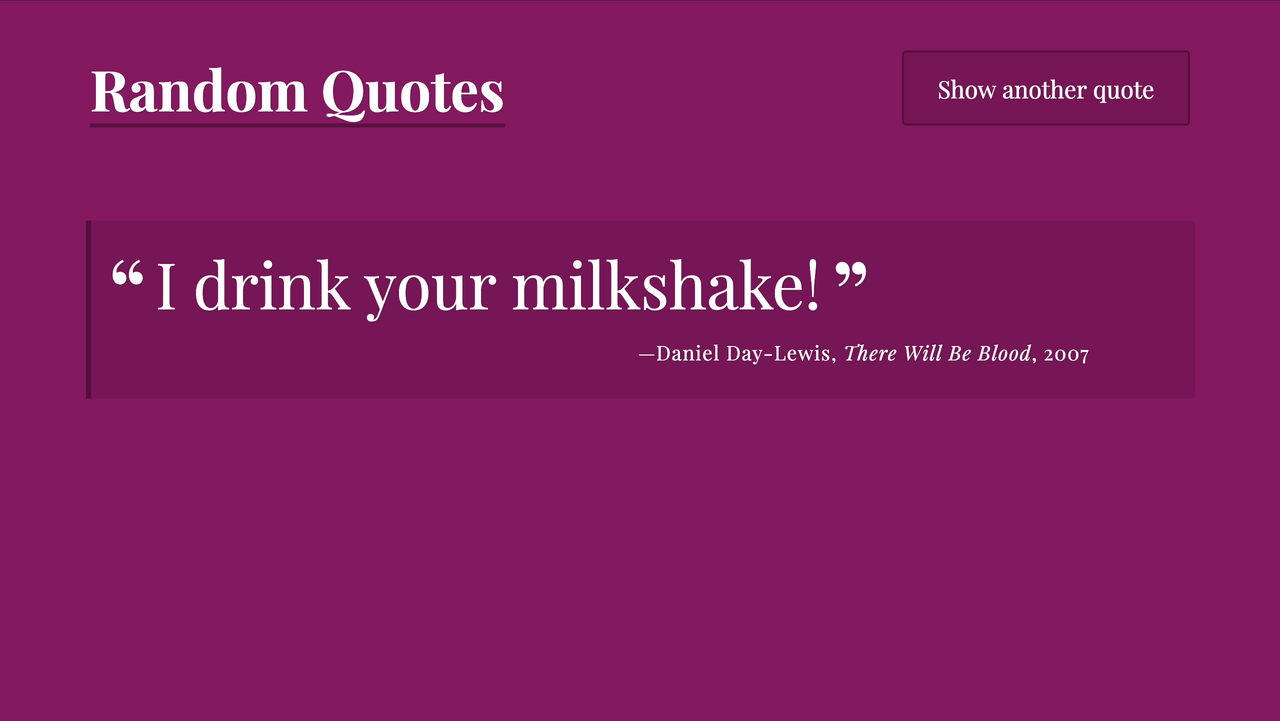 Random Quotes
Show another quote
“ I drink your milkshake! ”
—Daniel Day-Lewis, There Will Be Blood, 2007